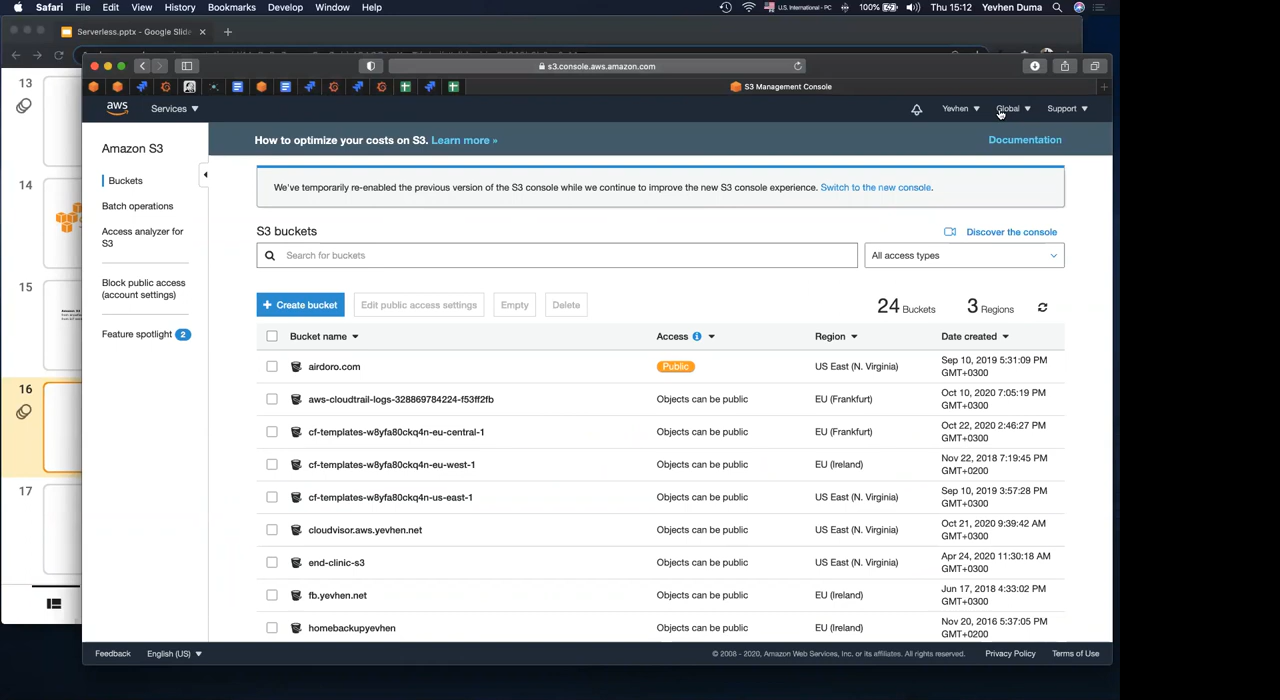 Safari File Edit View History Bookmarks Develop Window Help
U.S. International - PC 100% Thu 15:12 Yevhen Duma
Serverless.pptx - Google Slide
s3.console.aws.amazon.com
S3 Management Console
aws Services Yevhen Global Support
Amazon S3
Buckets
Batch operations
Access analyzer for
S3
Block public access
(account settings)
Feature spotlight 2
How to optimize your costs on S3. Learn more » Documentation
We've temporarily re-enabled the previous version of the S3 console while we continue to improve the new S3 console experience. Switch to the new console.
S3 buckets Discover the console
Search for buckets All access types
+ Create bucket Edit public access settings Empty Delete 24 Buckets 3 Regions
Bucket name Access Region Date created
airdoro.com Public US East (N. Virginia) Sep 10, 2019 5:31:09 PM
GMT+0300
aws-cloudtrail-logs-328869784224-f53ff2fb Objects can be public EU (Frankfurt) Oct 10, 2020 7:05:19 PM
GMT+0300
cf-templates-w8yfa80ckq4n-eu-central-1 Objects can be public EU (Frankfurt) Oct 22, 2020 2:46:27 PM
GMT+0300
cf-templates-w8yfa80ckq4n-eu-west-1 Objects can be public EU (Ireland) Nov 22, 2018 7:19:45 PM
GMT+0200
cf-templates-w8yfa80ckq4n-us-east-1 Objects can be public US East (N. Virginia) Sep 10, 2019 3:57:28 PM
GMT+0300
cloudvisor.aws.yevhen.net Objects can be public US East (N. Virginia) Oct 21, 2020 9:39:42 AM
GMT+0300
end-clinic-s3 Objects can be public US East (N. Virginia) Apr 24, 2020 11:30:18 AM
GMT+0300
fb.yevhen.net Objects can be public EU (Ireland) Jun 17, 2018 4:33:02 PM
GMT+0300
homebackupyevhen Objects can be public EU (Ireland) Nov 20, 2016 5:37:05 PM
GMT+0200
Feedback English (US) © 2008 - 2020, Amazon Web Services, Inc. or its affiliates. All rights reserved. Privacy Policy Terms of Use
13
14
15
16
17